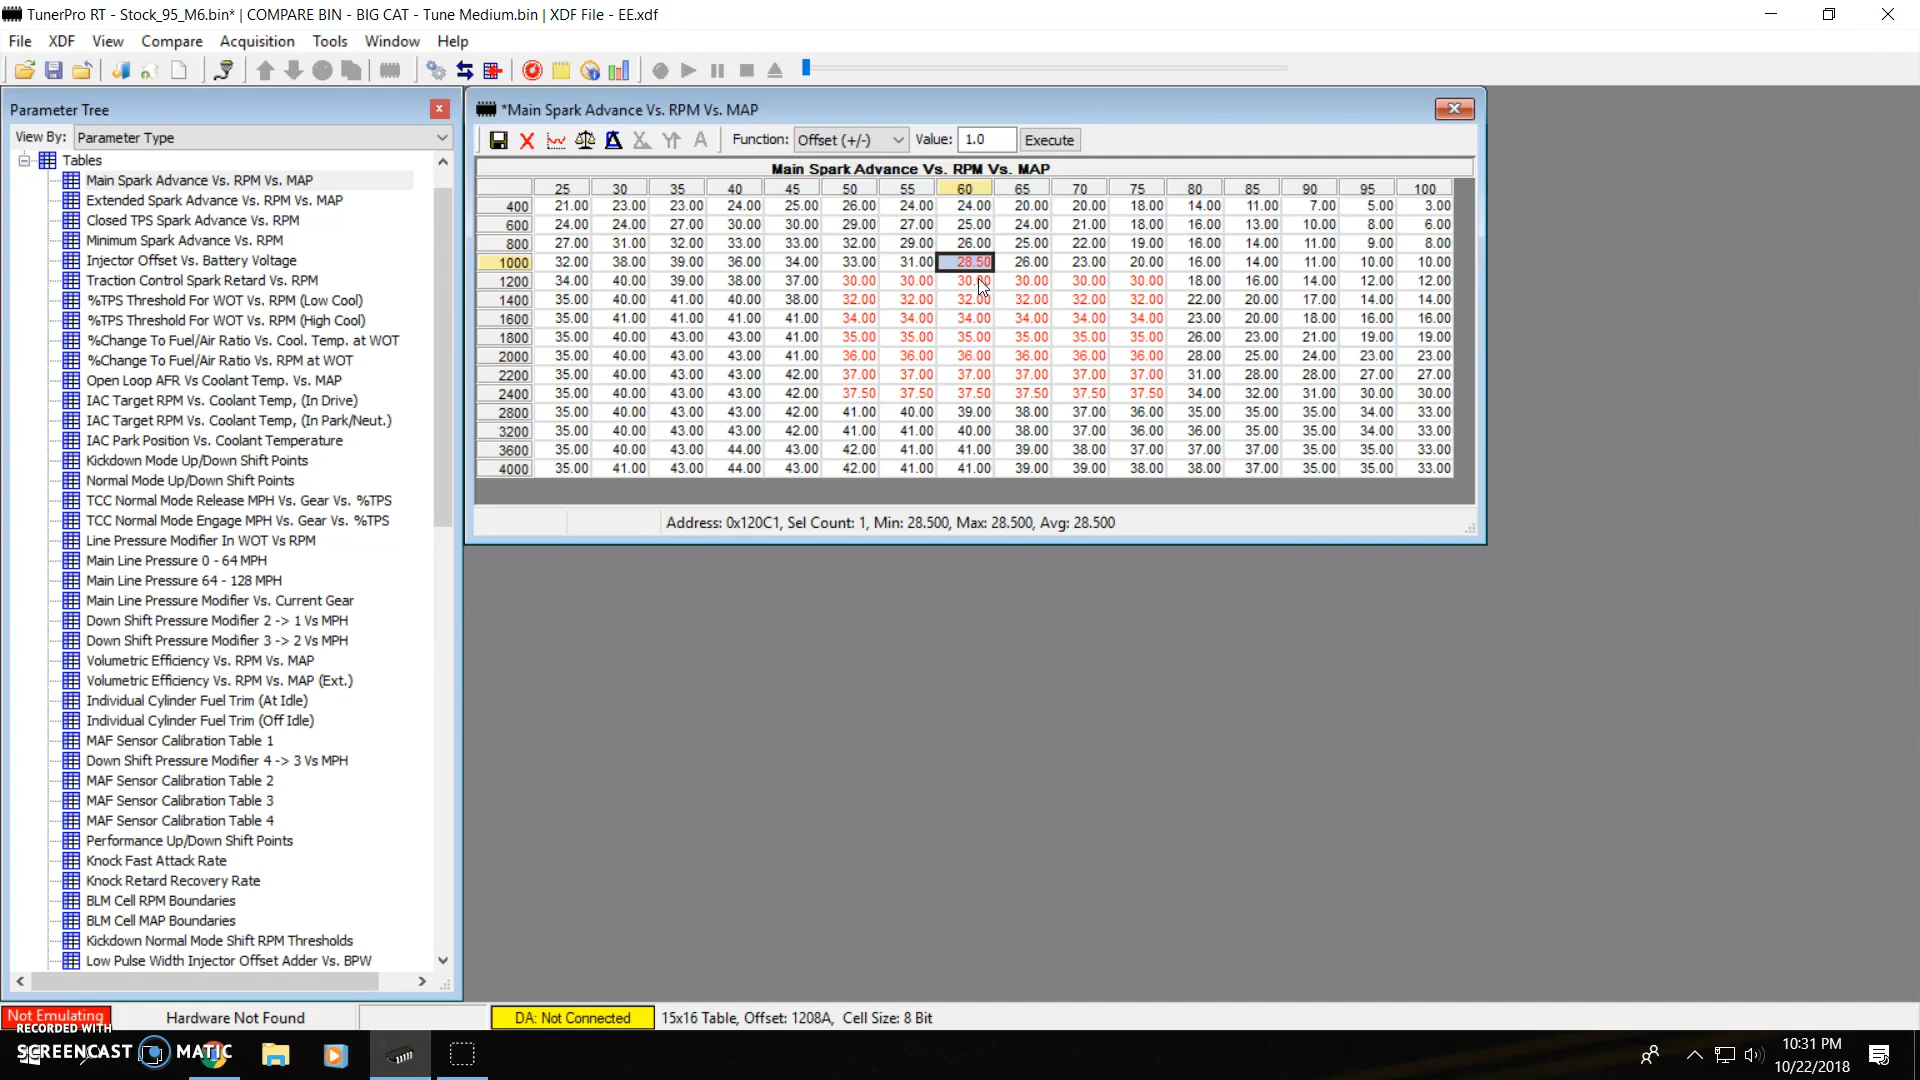 TunerPro RT - Stock_95_M6.bin* | COMPARE BIN - BIG CAT - Tune Medium.bin | XDF File - EE.xdf
File XDF View Compare Acquisition Tools Window Help
Parameter Tree
View By: Parameter Type
Tables
Main Spark Advance Vs. RPM Vs. MAP
Extended Spark Advance Vs. RPM Vs. MAP
Closed TPS Spark Advance Vs. RPM
Minimum Spark Advance Vs. RPM
Injector Offset Vs. Battery Voltage
Traction Control Spark Retard Vs. RPM
%TPS Threshold For WOT Vs. RPM (Low Cool)
%TPS Threshold For WOT Vs. RPM (High Cool)
%Change To Fuel/Air Ratio Vs. Cool. Temp. at WOT
%Change To Fuel/Air Ratio Vs. RPM at WOT
Open Loop AFR Vs Coolant Temp. Vs. MAP
IAC Target RPM Vs. Coolant Temp, (In Drive)
IAC Target RPM Vs. Coolant Temp, (In Park/Neut.)
IAC Park Position Vs. Coolant Temperature
Kickdown Mode Up/Down Shift Points
Normal Mode Up/Down Shift Points
TCC Normal Mode Release MPH Vs. Gear Vs. %TPS
TCC Normal Mode Engage MPH Vs. Gear Vs. %TPS
Line Pressure Modifier In WOT Vs RPM
Main Line Pressure 0 - 64 MPH
Main Line Pressure 64 - 128 MPH
Main Line Pressure Modifier Vs. Current Gear
Down Shift Pressure Modifier 2 -> 1 Vs MPH
Down Shift Pressure Modifier 3 -> 2 Vs MPH
Volumetric Efficiency Vs. RPM Vs. MAP
Volumetric Efficiency Vs. RPM Vs. MAP (Ext.)
Individual Cylinder Fuel Trim (At Idle)
Individual Cylinder Fuel Trim (Off Idle)
MAF Sensor Calibration Table 1
Down Shift Pressure Modifier 4 -> 3 Vs MPH
MAF Sensor Calibration Table 2
MAF Sensor Calibration Table 3
MAF Sensor Calibration Table 4
Performance Up/Down Shift Points
Knock Fast Attack Rate
Knock Retard Recovery Rate
BLM Cell RPM Boundaries
BLM Cell MAP Boundaries
Kickdown Normal Mode Shift RPM Thresholds
Low Pulse Width Injector Offset Adder Vs. BPW
*Main Spark Advance Vs. RPM Vs. MAP
Function: Offset (+/-) Value: 1.0 Execute
Main Spark Advance Vs. RPM Vs. MAP
25 30 35 40 45 50 55 60 65 70 75 80 85 90 95 100
400 21.00 23.00 23.00 24.00 25.00 26.00 24.00 24.00 20.00 20.00 18.00 14.00 11.00 7.00 5.00 3.00
600 24.00 24.00 27.00 30.00 30.00 29.00 27.00 25.00 24.00 21.00 18.00 16.00 13.00 10.00 8.00 6.00
800 27.00 31.00 32.00 33.00 33.00 32.00 29.00 26.00 25.00 22.00 19.00 16.00 14.00 11.00 9.00 8.00
1000 32.00 38.00 39.00 36.00 34.00 33.00 31.00 28.50 26.00 23.00 20.00 16.00 14.00 11.00 10.00 10.00
1200 34.00 40.00 39.00 38.00 37.00 30.00 30.00 30.00 30.00 30.00 30.00 18.00 16.00 14.00 12.00 12.00
1400 35.00 40.00 41.00 40.00 38.00 32.00 32.00 32.00 32.00 32.00 32.00 22.00 20.00 17.00 14.00 14.00
1600 35.00 41.00 41.00 41.00 41.00 34.00 34.00 34.00 34.00 34.00 34.00 23.00 20.00 18.00 16.00 16.00
1800 35.00 40.00 43.00 43.00 41.00 35.00 35.00 35.00 35.00 35.00 35.00 26.00 23.00 21.00 19.00 19.00
2000 35.00 40.00 43.00 43.00 41.00 36.00 36.00 36.00 36.00 36.00 36.00 28.00 25.00 24.00 23.00 23.00
2200 35.00 40.00 43.00 43.00 42.00 37.00 37.00 37.00 37.00 37.00 37.00 31.00 28.00 28.00 27.00 27.00
2400 35.00 40.00 43.00 43.00 42.00 37.50 37.50 37.50 37.50 37.50 37.50 34.00 32.00 31.00 30.00 30.00
2800 35.00 40.00 43.00 43.00 42.00 41.00 40.00 39.00 38.00 37.00 36.00 35.00 35.00 35.00 34.00 33.00
3200 35.00 40.00 43.00 43.00 42.00 41.00 41.00 40.00 38.00 37.00 36.00 36.00 35.00 35.00 34.00 33.00
3600 35.00 40.00 43.00 44.00 43.00 42.00 41.00 41.00 39.00 38.00 37.00 37.00 37.00 35.00 35.00 33.00
4000 35.00 41.00 43.00 44.00 43.00 42.00 41.00 41.00 39.00 39.00 38.00 38.00 37.00 35.00 35.00 33.00
Address: 0x120C1, Sel Count: 1, Min: 28.500, Max: 28.500, Avg: 28.500
Not Emulating Hardware Not Found DA: Not Connected 15x16 Table, Offset: 1208A, Cell Size: 8 Bit
RECORDED WITH
SCREENCAST MATIC
10:31 PM
10/22/2018